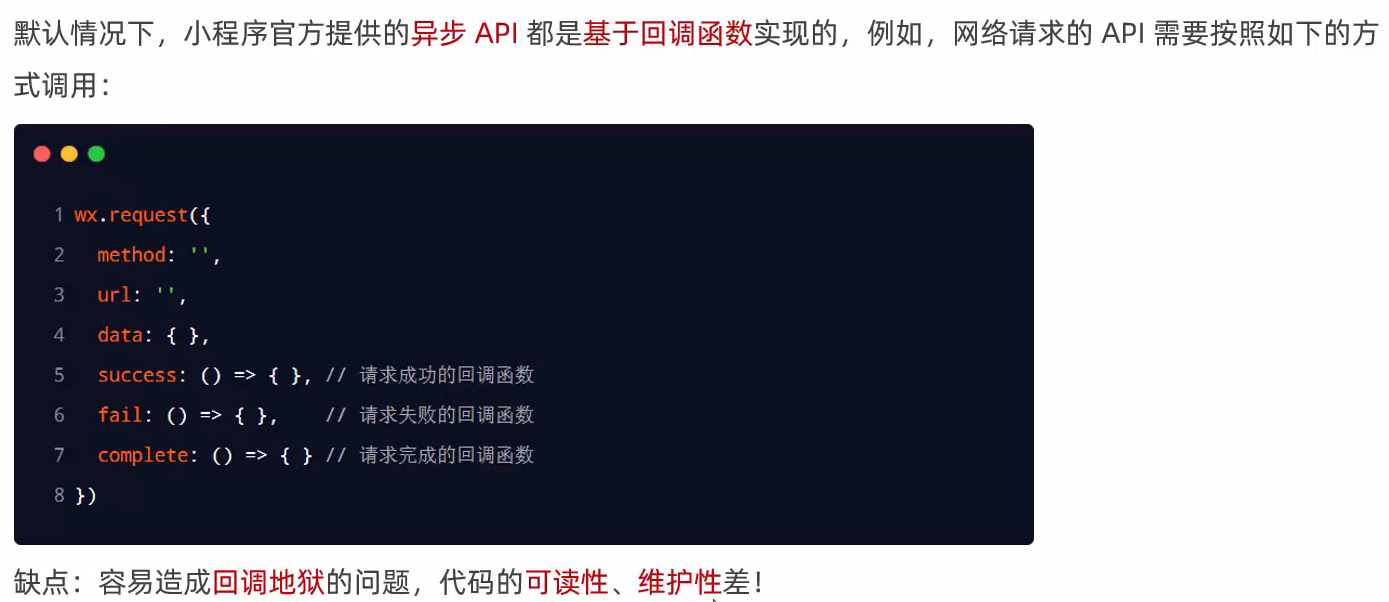 默认情况下，小程序官方提供的异步 API 都是基于回调函数实现的，例如，网络请求的 API 需要按照如下的方
式调用：
1 wx.request({
2   method: '',
3   url: '',
4   data: { },
5   success: () => { }, // 请求成功的回调函数
6   fail: () => { },    // 请求失败的回调函数
7   complete: () => { } // 请求完成的回调函数
8 })
缺点：容易造成回调地狱的问题，代码的可读性、维护性差！